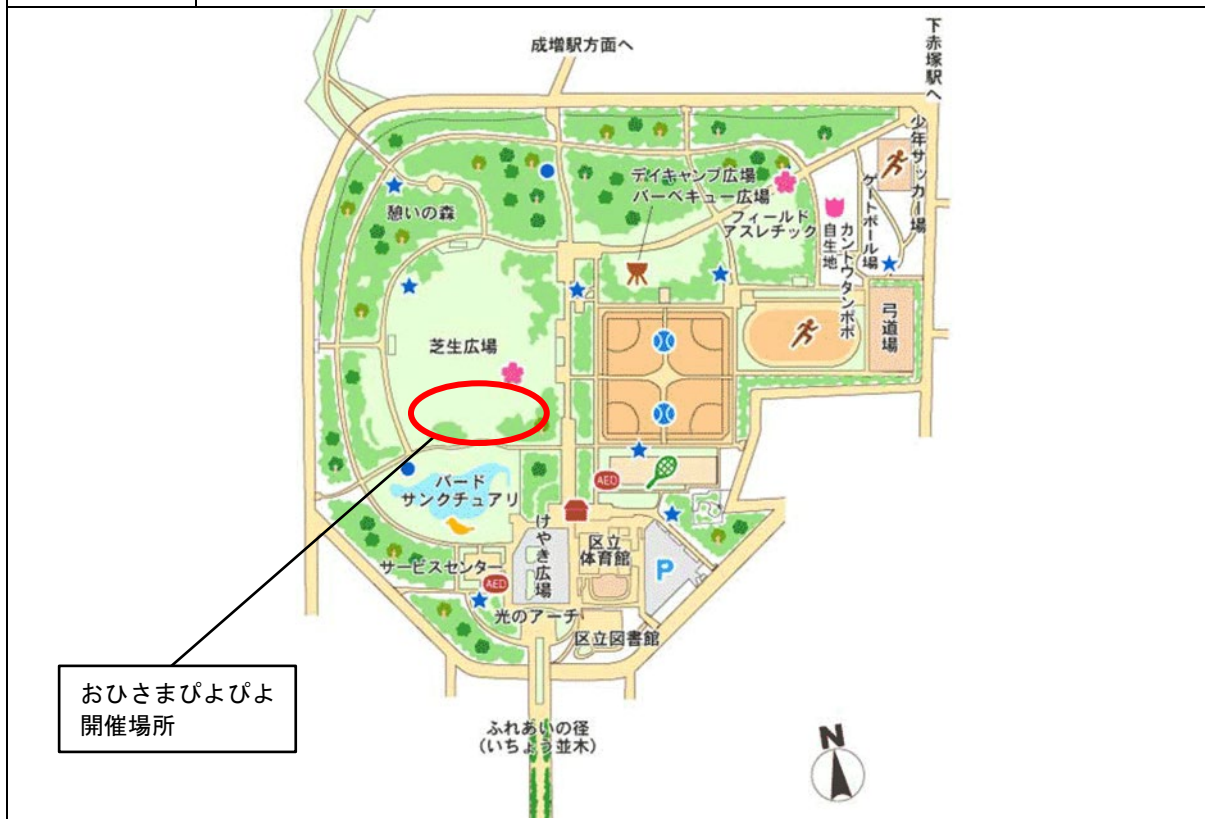 成増駅方面へ
下赤塚駅へ
少年サッカー場
デイキャンプ広場
バーベキュー広場
ゲートボール場
憩いの森
フィールド
アスレチック
カントウタンポポ
自生地
弓道場
芝生広場
バード
サンクチュアリ
AED
けやき広場
区立
体育館
P
サービスセンター
AED
光のアーチ
区立図書館
おひさまぴよぴよ
開催場所
ふれあいの径
(いちょう並木)
N